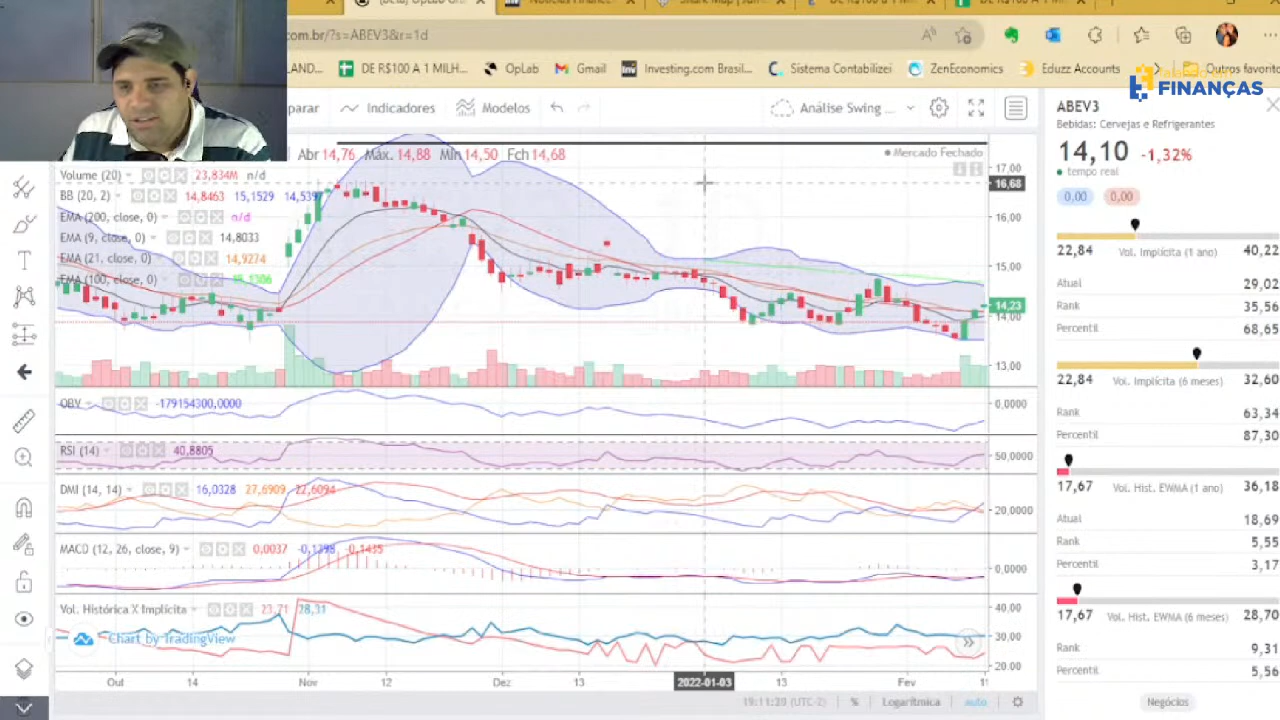 .com.br/?s=ABEV3&r=1d
DE R$100 A 1 MILH...
OpLab
Gmail
Investing.com Brasil...
Sistema Contabilizei
ZenEconomics
Eduzz Accounts
Outros favorito
FINANÇAS
parar
Indicadores
Modelos
Análise Swing ...
Abr 14,76 Máx. 14,88 Mín 14,50 Fch 14,68
Mercado Fechado
Volume (20) 23,834M n/d
BB (20, 2) 14,8463 15,1529 14,5397
EMA (200, close, 0) n/d
EMA (9, close, 0) 14,8033
EMA (21, close, 0) 14,9274
EMA (100, close, 0) 15,1306
17,00
16,68
16,00
15,00
14,23
14,00
13,00
OBV -179154300,0000
0,0000
RSI (14) 40,8805
50,0000
DMI (14, 14) 16,0328 27,6909 22,6094
20,0000
MACD (12, 26, close, 9) 0,0037 -0,1398 -0,1435
0,0000
Vol. Histórica X Implícita 23,71 28,31
40.00
30.00
20.00
Chart by TradingView
Out 14 Nov 12 Dez 13 2022-01-03 13 Fev 1
19:11:20 (UTC-2) % Logarítmica auto
ABEV3
Bebidas: Cervejas e Refrigerantes
14,10 -1,32%
tempo real
0,00 0,00
22,84 Vol. Implícita (1 ano) 40,22
Atual 29,02
Rank 35,56
Percentil 68,65
22,84 Vol. Implícita (6 meses) 32,60
Rank 63,34
Percentil 87,30
17,67 Vol. Hist. EWMA (1 ano) 36,18
Atual 18,69
Rank 5,55
Percentil 3,17
17,67 Vol. Hist. EWMA (6 meses) 28,70
Rank 9,31
Percentil 5,56
Negócios